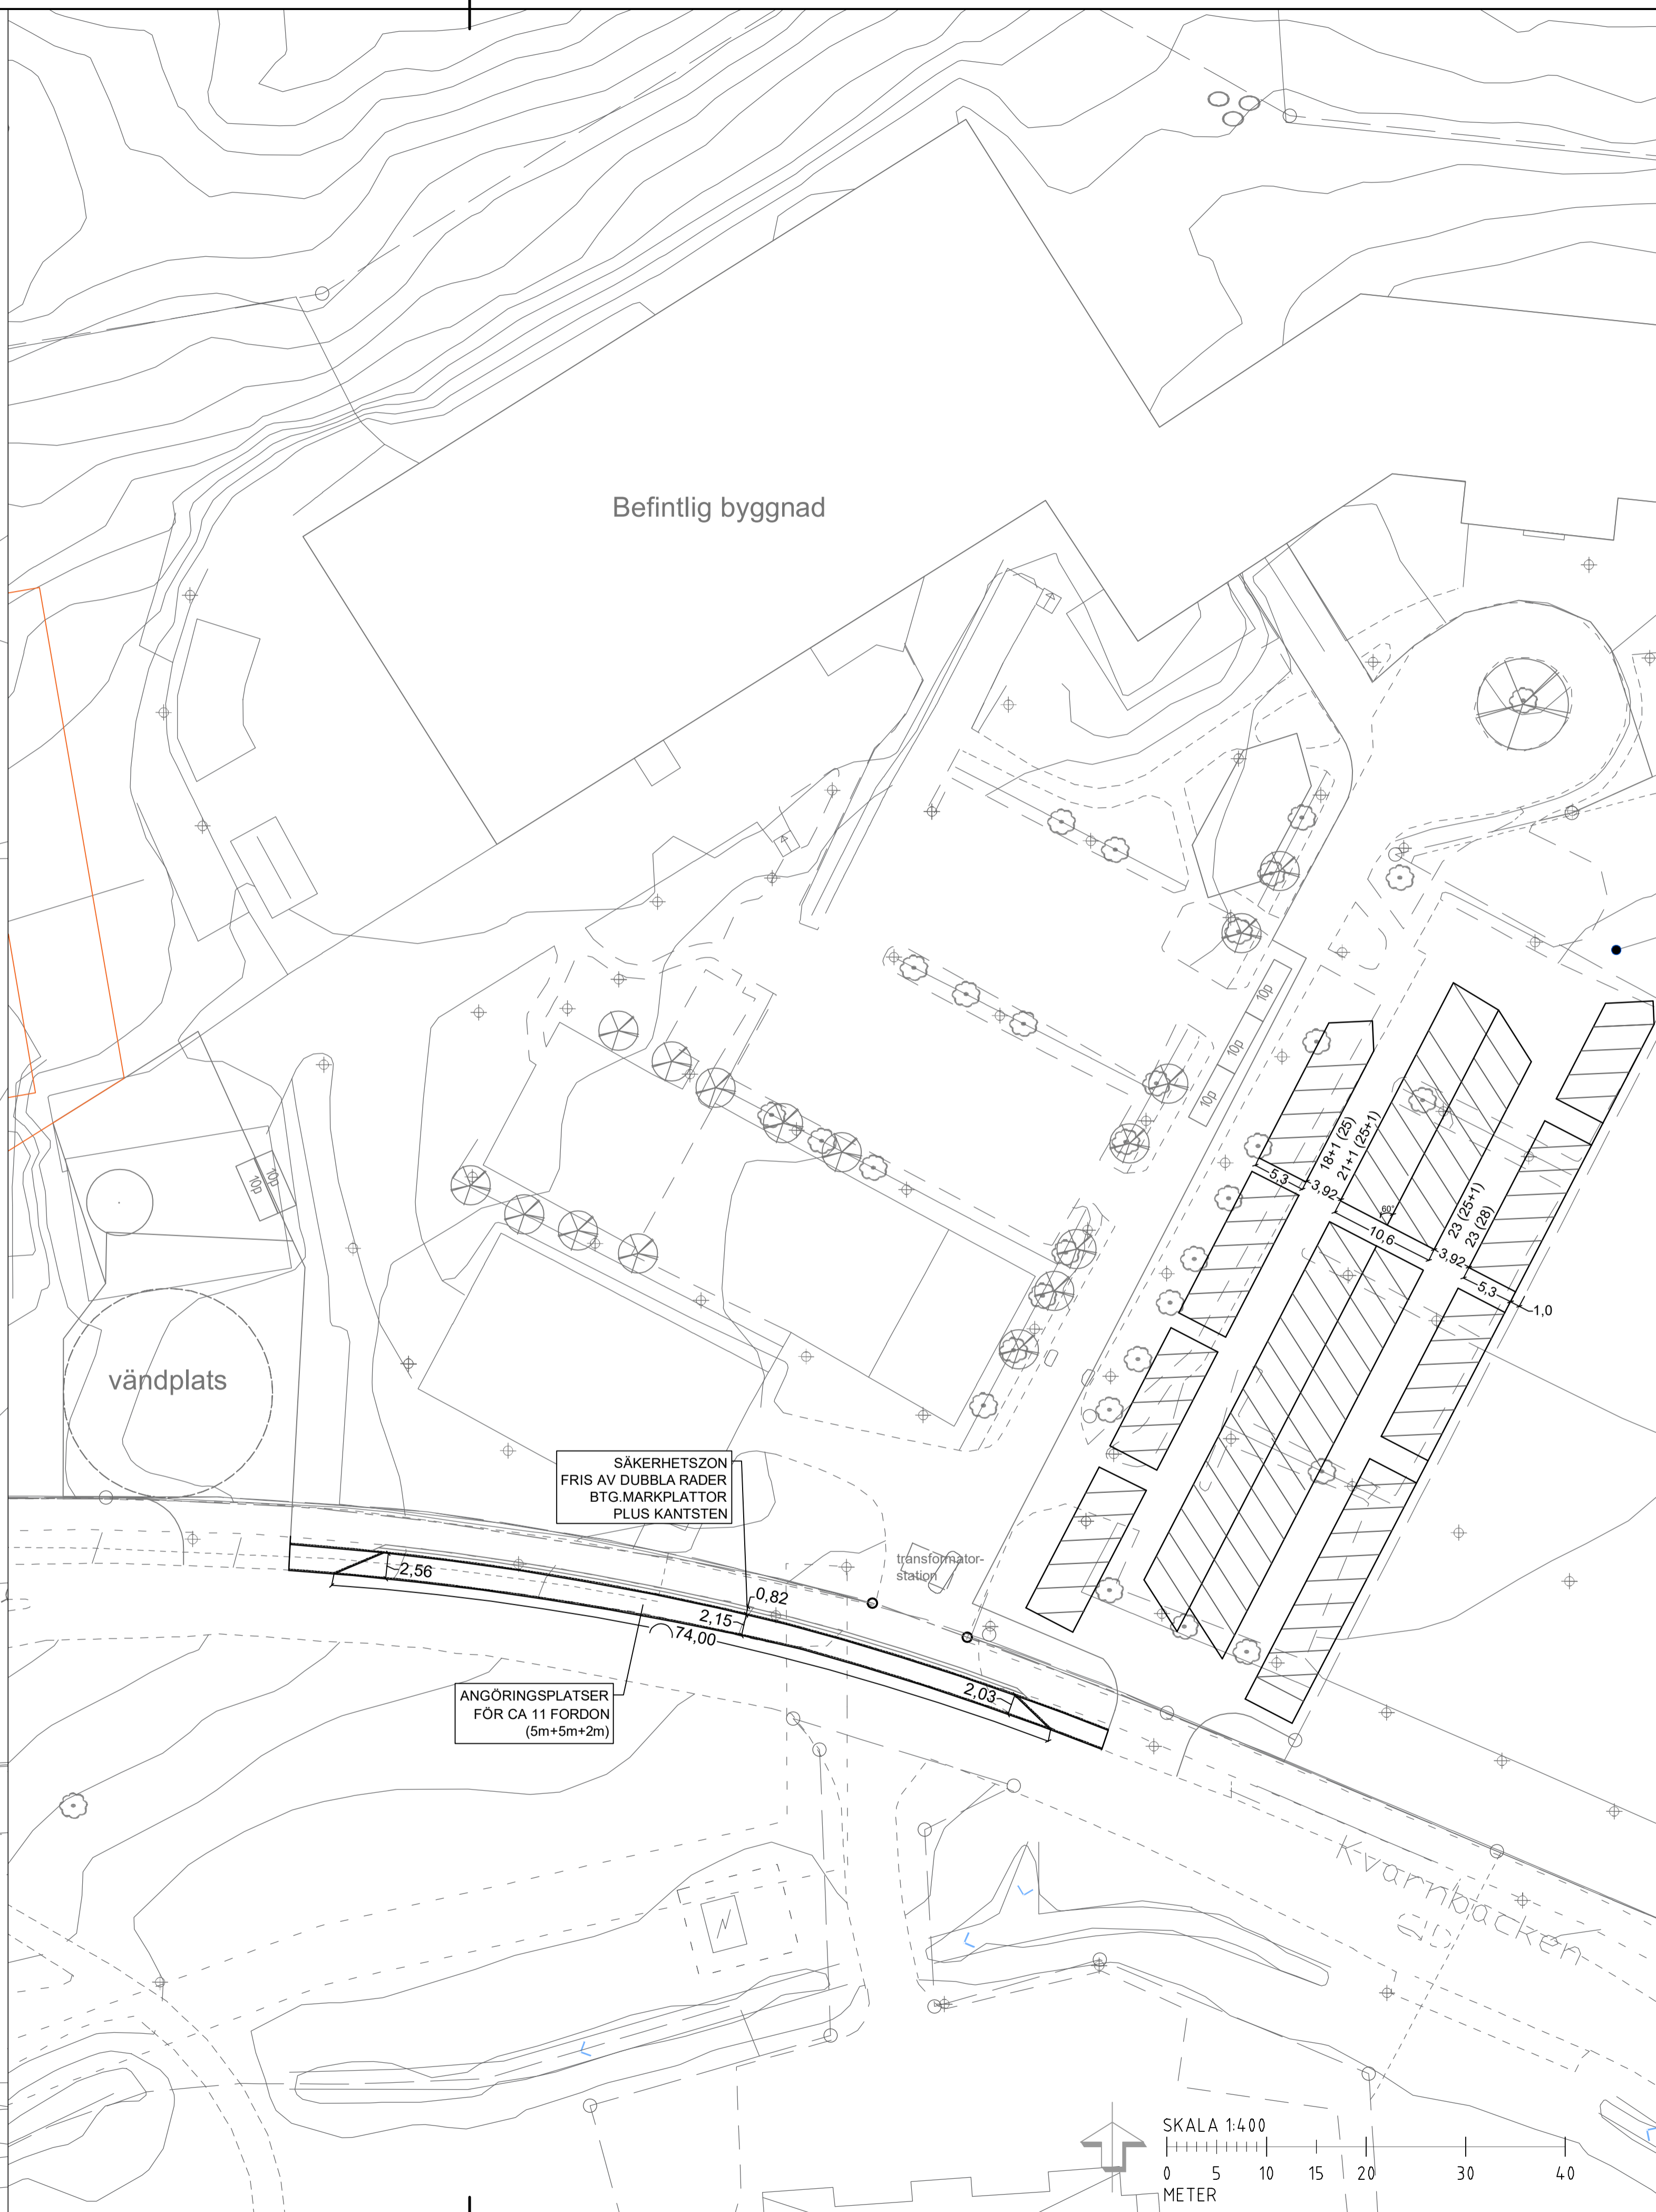 Befintlig byggnad
10p
10p
10p
18+1 (25)
21+1 (25+1)
5,3
3,92
60°
10,6
23 (25+1)
23 (28)
3,92
5,3
1,0
10p
10p
vändplats
SÄKERHETSZON
FRIS AV DUBBLA RADER
BTG.MARKPLATTOR
PLUS KANTSTEN
transformator-
station
2,56
0,82
2,15
74,00
2,03
ANGÖRINGSPLATSER
FÖR CA 11 FORDON
(5m+5m+2m)
Kvarnbacken
SKALA 1:400
0 5 10 15 20 30 40
METER